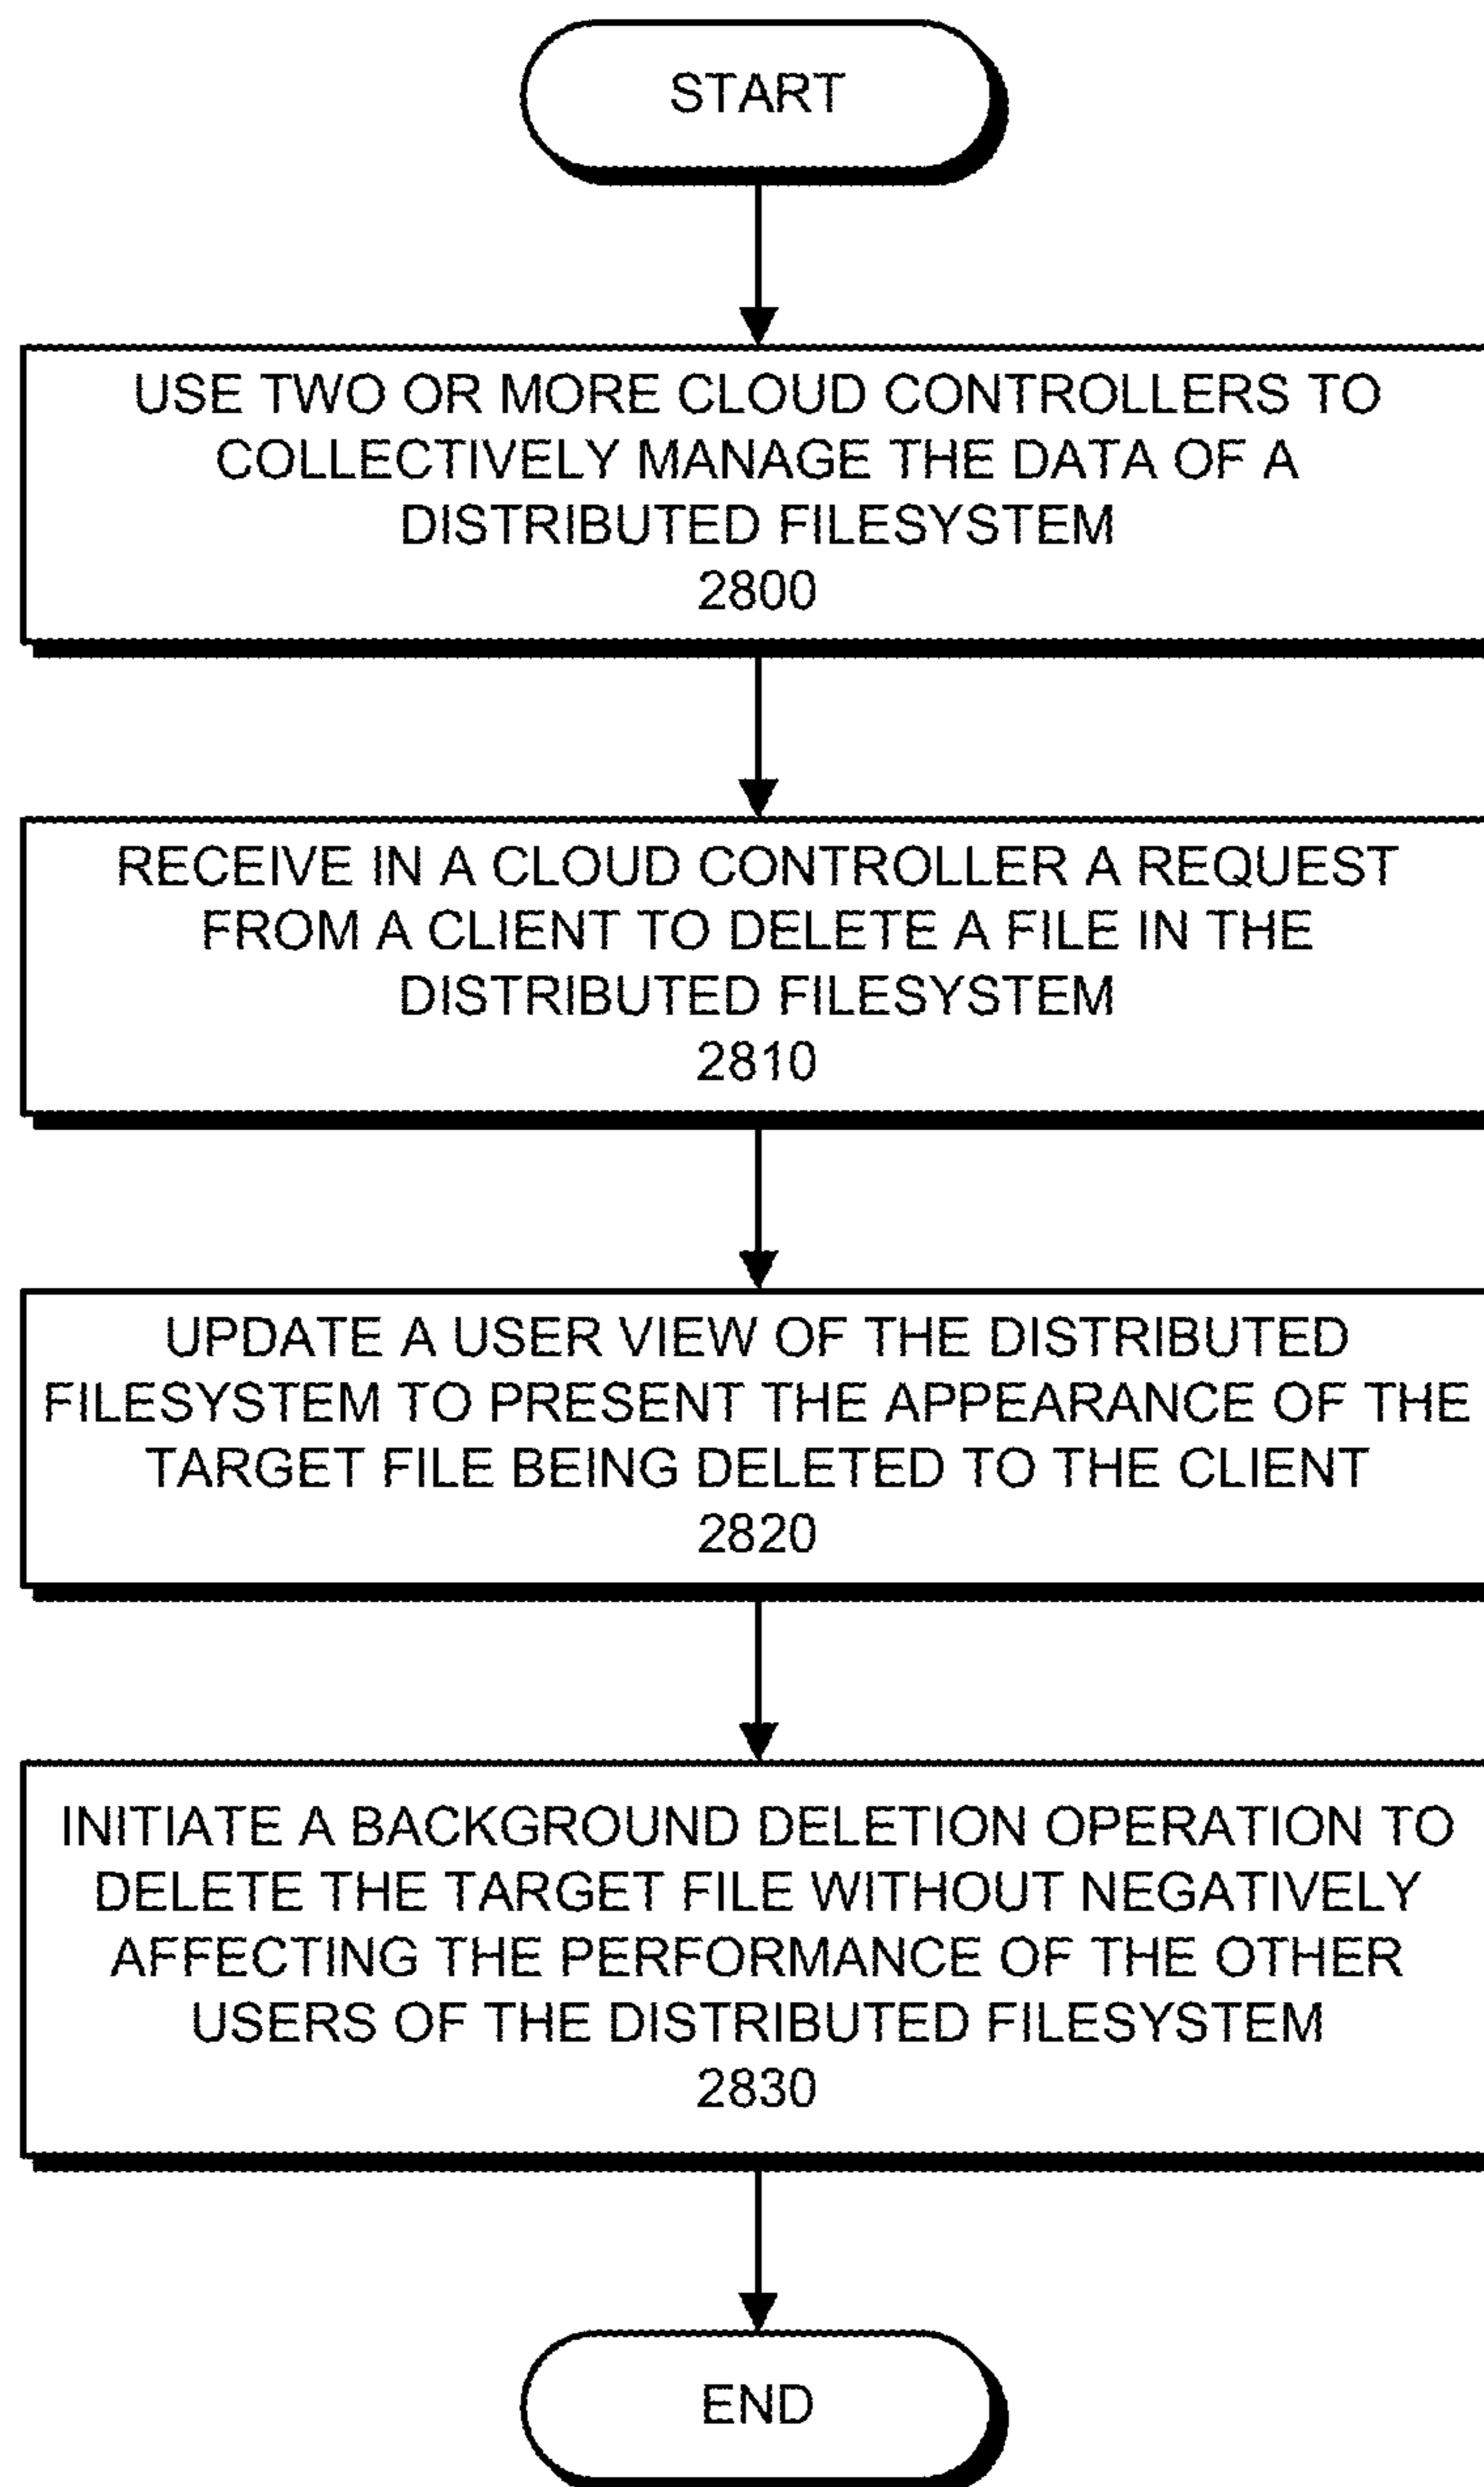 START
USE TWO OR MORE CLOUD CONTROLLERS TO
COLLECTIVELY MANAGE THE DATA OF A
DISTRIBUTED FILESYSTEM
2800
RECEIVE IN A CLOUD CONTROLLER A REQUEST
FROM A CLIENT TO DELETE A FILE IN THE
DISTRIBUTED FILESYSTEM
2810
UPDATE A USER VIEW OF THE DISTRIBUTED
FILESYSTEM TO PRESENT THE APPEARANCE OF THE
TARGET FILE BEING DELETED TO THE CLIENT
2820
INITIATE A BACKGROUND DELETION OPERATION TO
DELETE THE TARGET FILE WITHOUT NEGATIVELY
AFFECTING THE PERFORMANCE OF THE OTHER
USERS OF THE DISTRIBUTED FILESYSTEM
2830
END